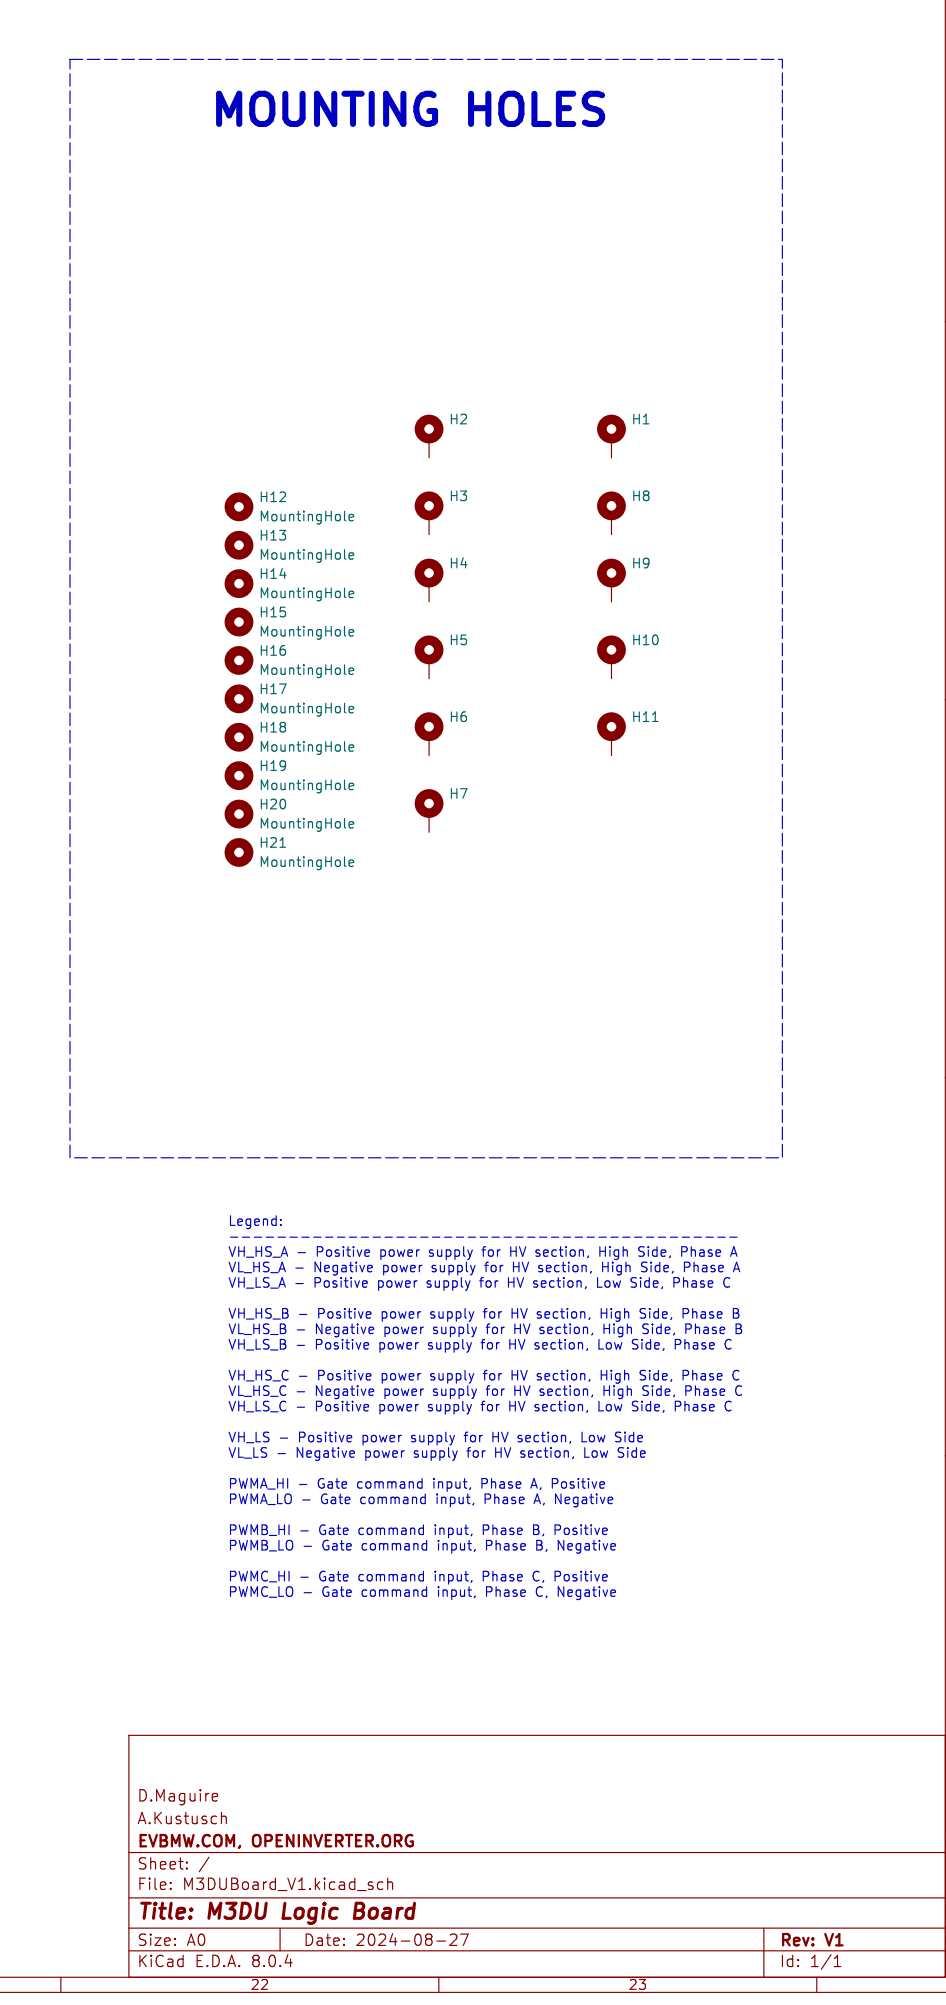 MOUNTING HOLES
H2
H1
H12
MountingHole
H3
H8
H13
MountingHole
H14
MountingHole
H4
H9
H15
MountingHole
H16
MountingHole
H5
H10
H17
MountingHole
H18
MountingHole
H6
H11
H19
MountingHole
H20
MountingHole
H7
H21
MountingHole
Legend:
------------------------------------------
VH_HS_A - Positive power supply for HV section, High Side, Phase A
VL_HS_A - Negative power supply for HV section, High Side, Phase A
VH_LS_A - Positive power supply for HV section, Low Side, Phase C
VH_HS_B - Positive power supply for HV section, High Side, Phase B
VL_HS_B - Negative power supply for HV section, High Side, Phase B
VH_LS_B - Positive power supply for HV section, Low Side, Phase C
VH_HS_C - Positive power supply for HV section, High Side, Phase C
VL_HS_C - Negative power supply for HV section, High Side, Phase C
VH_LS_C - Positive power supply for HV section, Low Side, Phase C
VH_LS - Positive power supply for HV section, Low Side
VL_LS - Negative power supply for HV section, Low Side
PWMA_HI - Gate command input, Phase A, Positive
PWMA_LO - Gate command input, Phase A, Negative
PWMB_HI - Gate command input, Phase B, Positive
PWMB_LO - Gate command input, Phase B, Negative
PWMC_HI - Gate command input, Phase C, Positive
PWMC_LO - Gate command input, Phase C, Negative
D.Maguire
A.Kustusch
EVBMW.COM, OPENINVERTER.ORG
Sheet: /
File: M3DUBoard_V1.kicad_sch
Title: M3DU Logic Board
Size: A0 Date: 2024-08-27 Rev: V1
KiCad E.D.A. 8.0.4 Id: 1/1
22 23